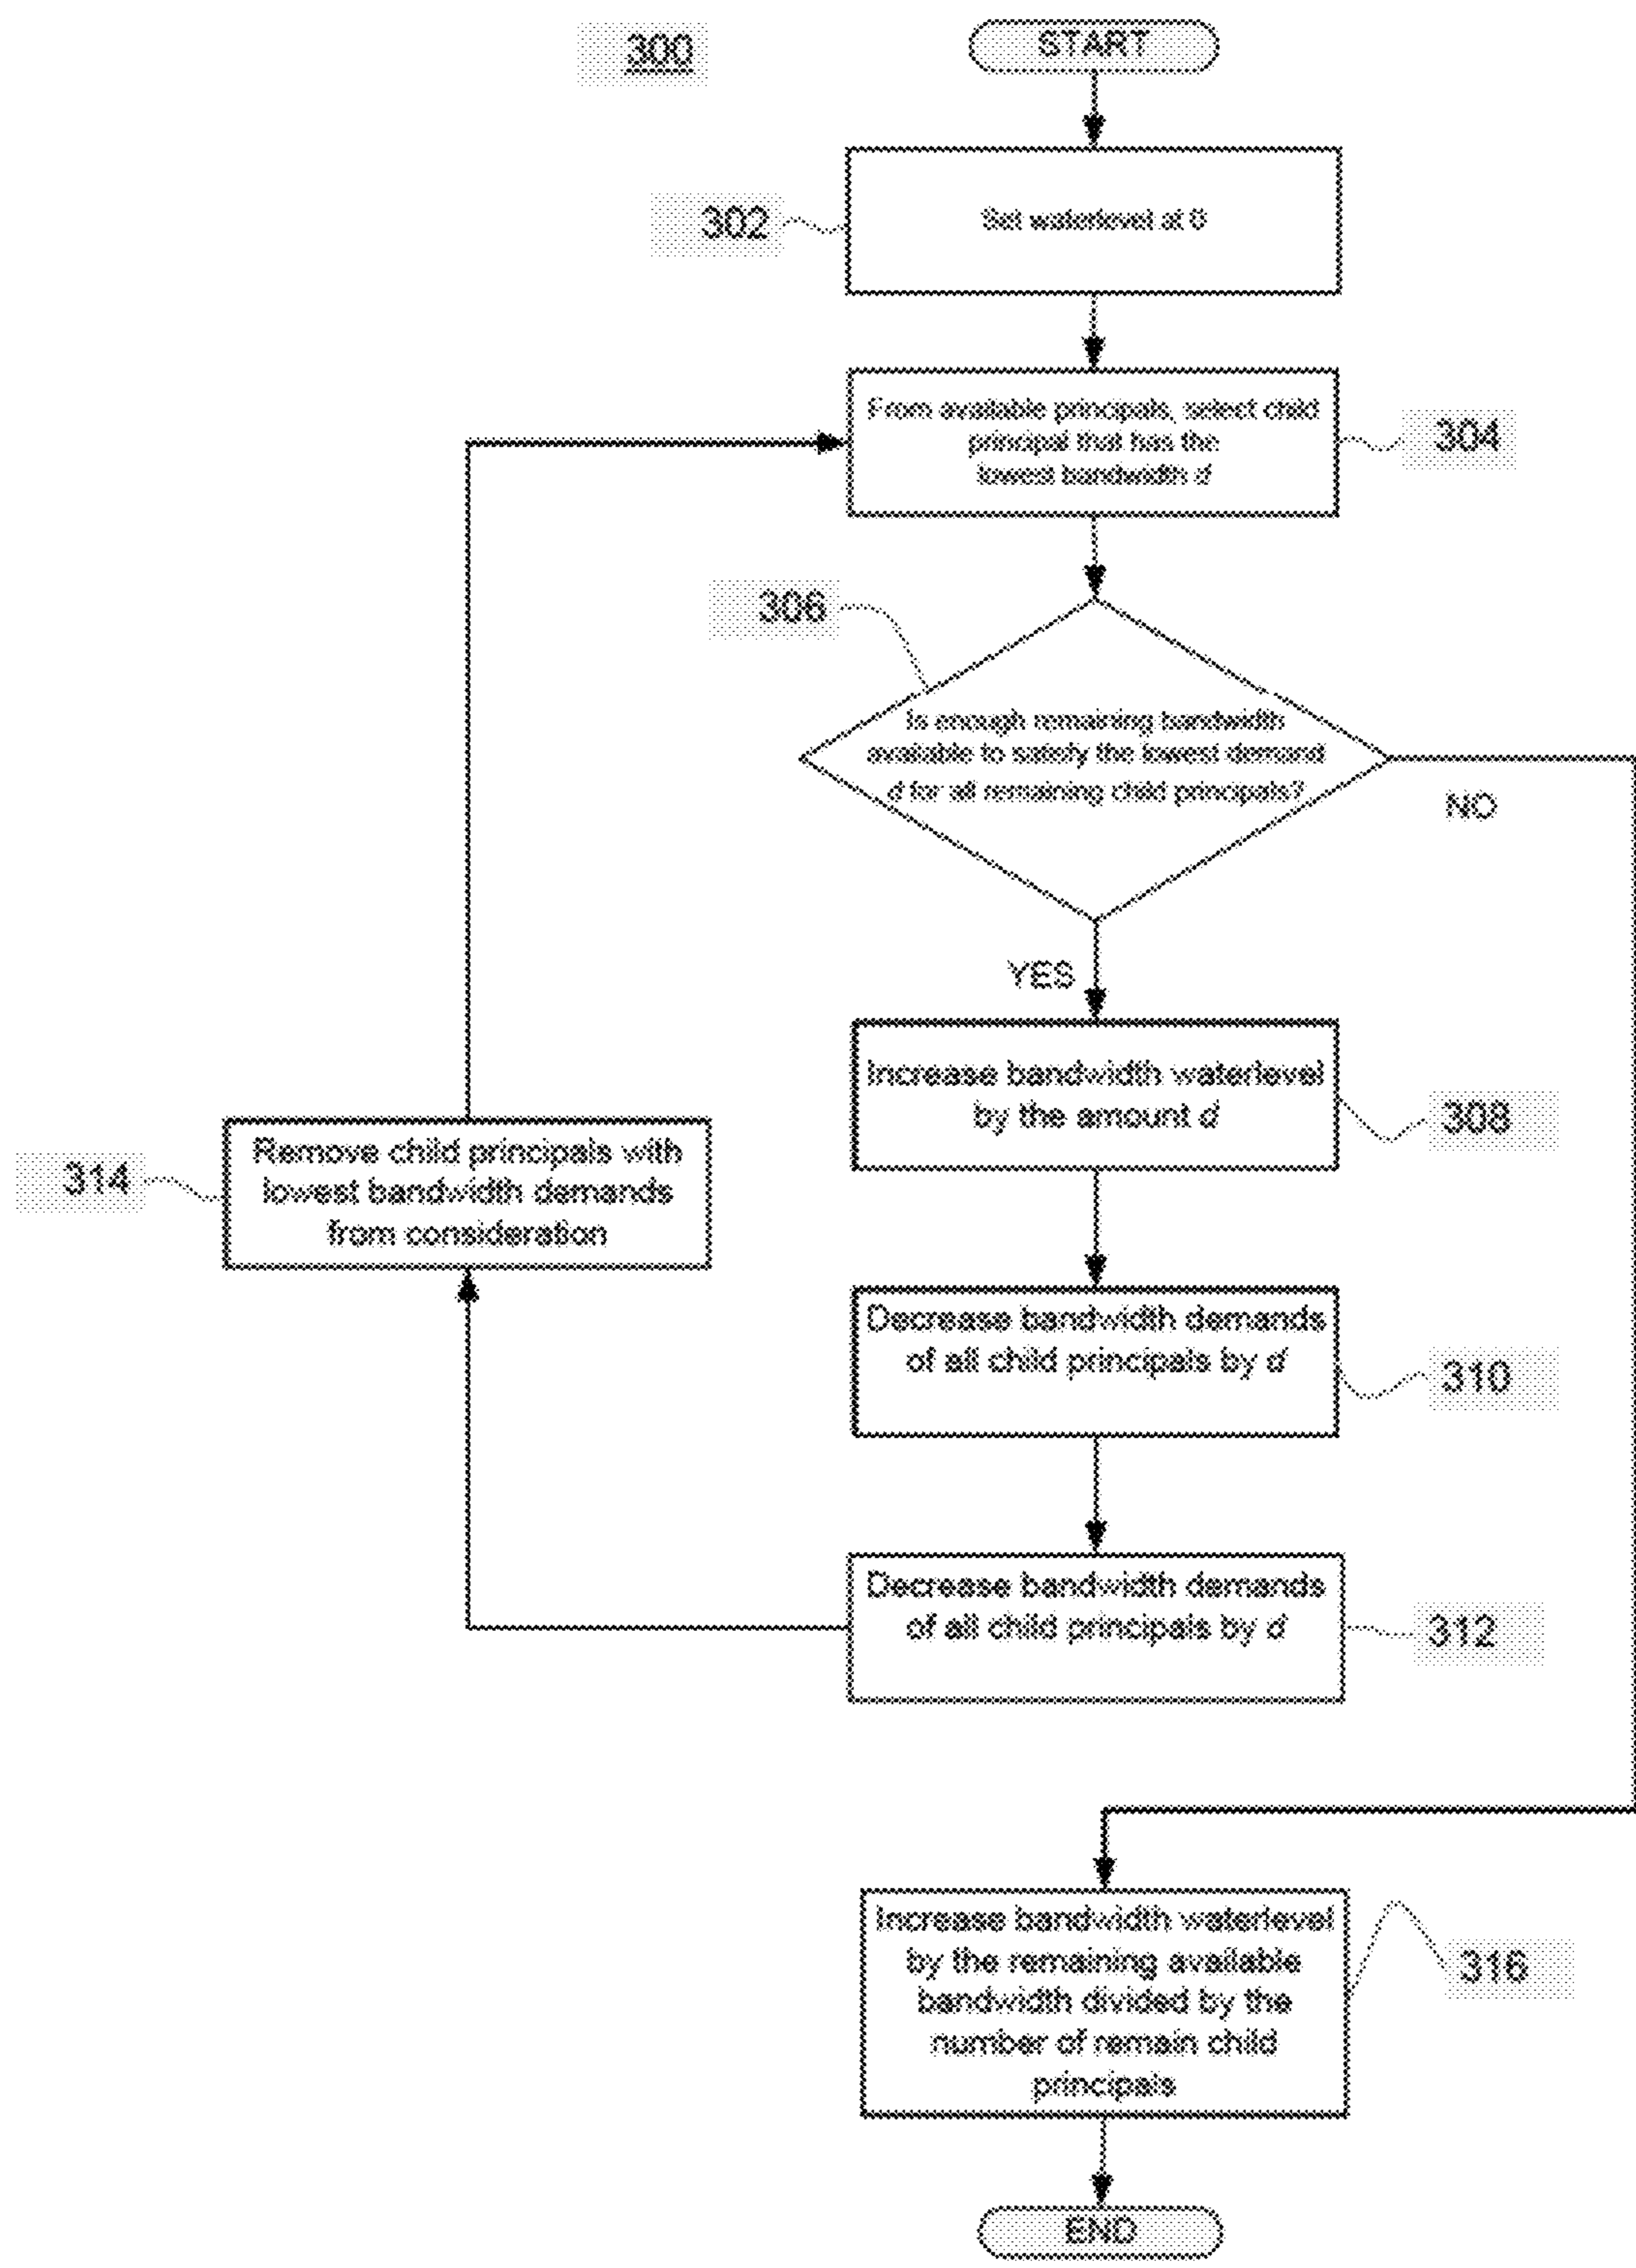 300
START
302
Set waterlevel at 0
From available principals, select child
principal that has the
lowest bandwidth d
304
306
Is enough remaining bandwidth
available to satisfy the lowest demand
d for all remaining child principals?
NO
YES
Increase bandwidth waterlevel
by the amount d
308
314
Remove child principals with
lowest bandwidth demands
from consideration
Decrease bandwidth demands
of all child principals by d
310
Decrease bandwidth demands
of all child principals by d
312
Increase bandwidth waterlevel
by the remaining available
bandwidth divided by the
number of remain child
principals
316
END